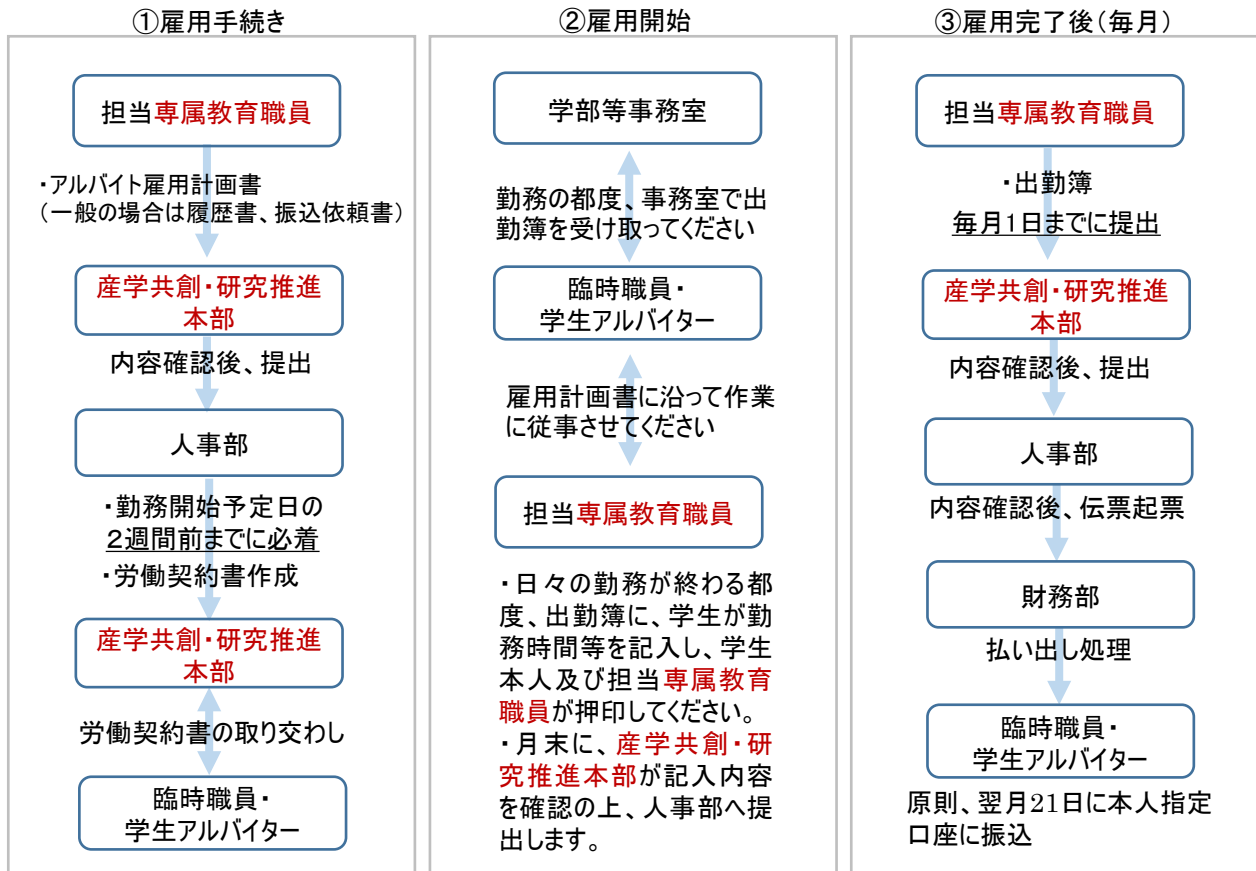 ①雇用手続き
担当専属教育職員
・アルバイト雇用計画書
（一般の場合は履歴書、振込依頼書）
産学共創・研究推進
本部
内容確認後、提出
人事部
・勤務開始予定日の
２週間前までに必着
・労働契約書作成
産学共創・研究推進
本部
労働契約書の取り交わし
臨時職員・
学生アルバイター
②雇用開始
学部等事務室
勤務の都度、事務室で出
勤簿を受け取ってください
臨時職員・
学生アルバイター
雇用計画書に沿って作業
に従事させてください
担当専属教育職員
・日々の勤務が終わる都
度、出勤簿に、学生が勤
務時間等を記入し、学生
本人及び担当専属教育
職員が押印してください。
・月末に、産学共創・研
究推進本部が記入内容
を確認の上、人事部へ提
出します。
③雇用完了後（毎月）
担当専属教育職員
・出勤簿
毎月1日までに提出
産学共創・研究推進
本部
内容確認後、提出
人事部
内容確認後、伝票起票
財務部
払い出し処理
臨時職員・
学生アルバイター
原則、翌月21日に本人指定
口座に振込